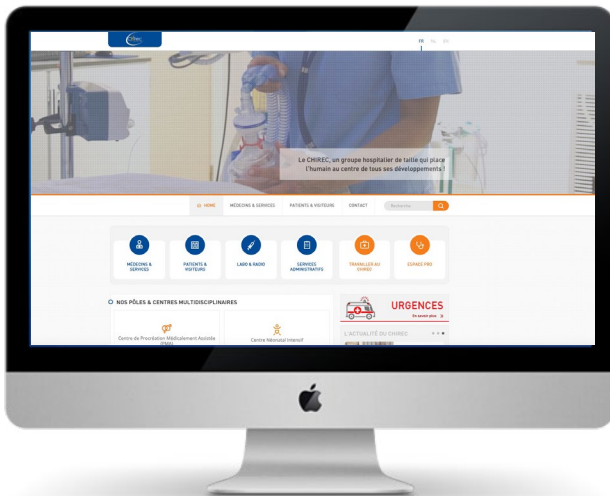 Chirec
FR NL EN
Le CHIREC, un groupe hospitalier de taille qui place
l'humain au centre de tous ses développements !
HOME MÉDECINS & SERVICES PATIENTS & VISITEURS CONTACT Recherche
MÉDECINS &
SERVICES
PATIENTS &
VISITEURS
LABO & RADIO
SERVICES
ADMINISTRATIFS
TRAVAILLER AU
CHIREC
ESPACE PRO
NOS PÔLES & CENTRES MULTIDISCIPLINAIRES
URGENCES
En savoir plus
Centre de Procréation Médicalement Assistée
(PMA)
Centre Néonatal Intensif
L'ACTUALITÉ DU CHIREC